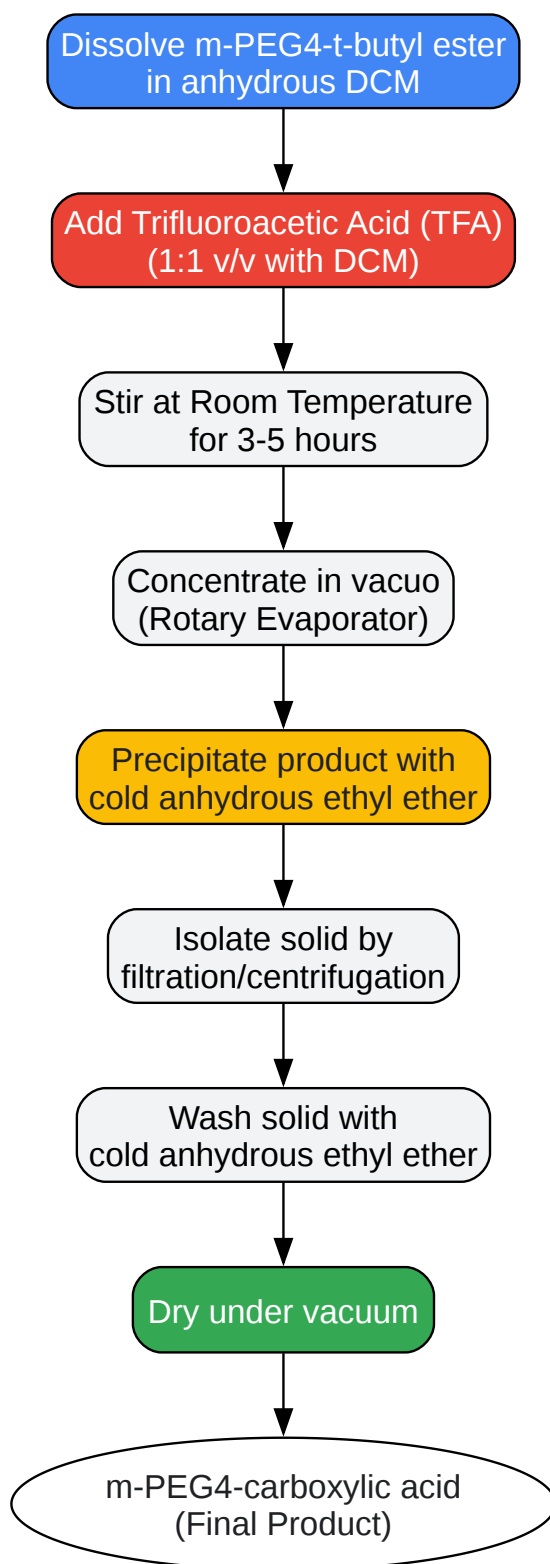 Dissolve m-PEG4-t-butyl ester
in anhydrous DCM
Add Trifluoroacetic Acid (TFA)
(1:1 v/v with DCM)
Stir at Room Temperature
for 3-5 hours
Concentrate in vacuo
(Rotary Evaporator)
Precipitate product with
cold anhydrous ethyl ether
Isolate solid by
filtration/centrifugation
Wash solid with
cold anhydrous ethyl ether
Dry under vacuum
m-PEG4-carboxylic acid
(Final Product)